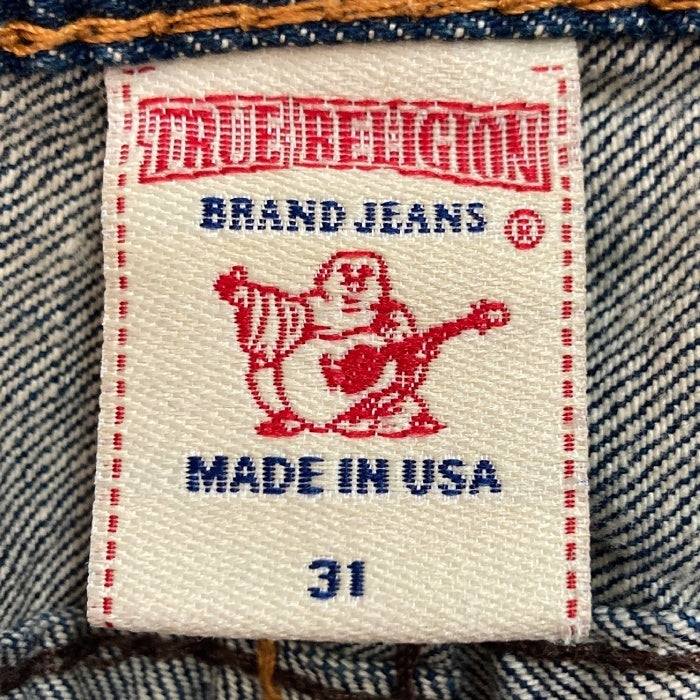 TRUE RELIGION
BRAND JEANS ®
MADE IN USA
31